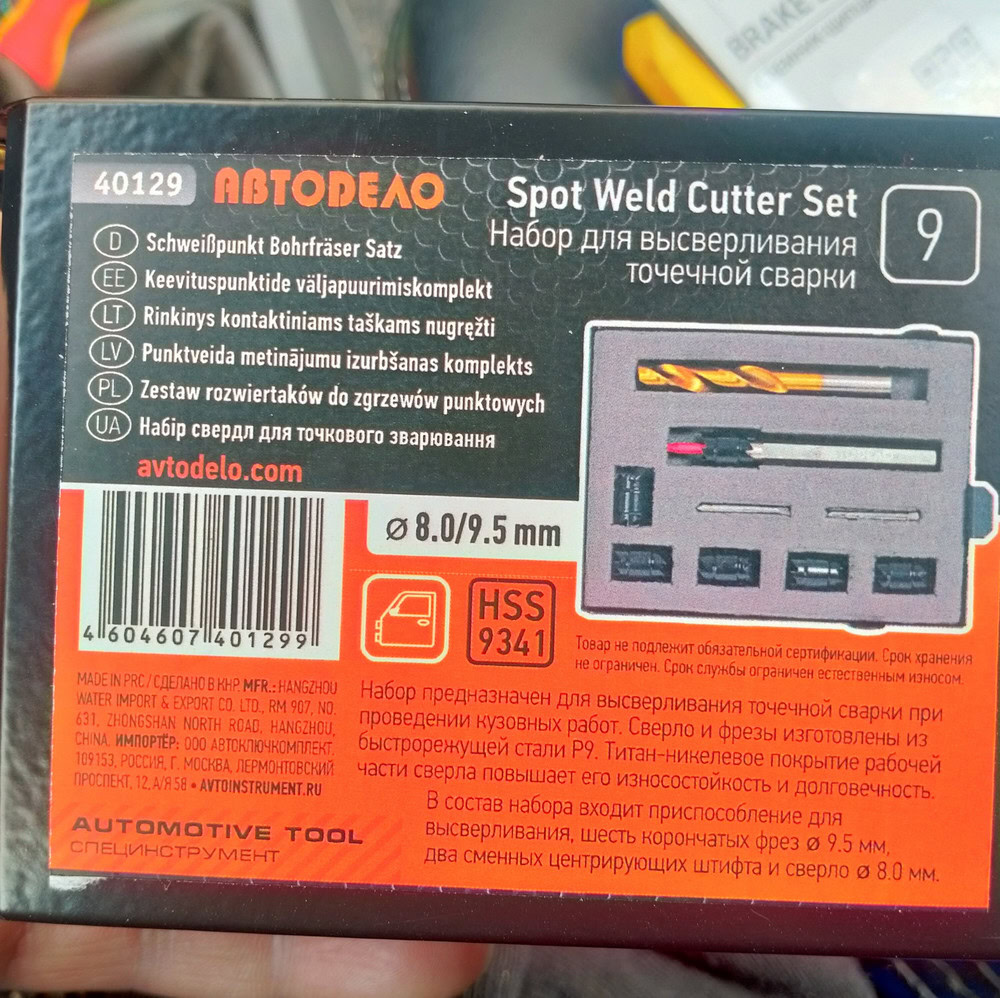 BRAKE
40129
АВТОDЕЛО
Spot Weld Cutter Set
Набор для высверливания
точечной сварки
9
D Schweißpunkt Bohrfräser Satz
EE Keevituspunktide väljapuurimiskomplekt
LT Rinkinys kontaktiniams taškams nugręžti
LV Punktveida metinājumu izurbšanas komplekts
PL Zestaw rozwiertaków do zgrzewów punktowych
UA Набір свердл для точкового зварювання
avtodelo.com
ø 8.0/9.5 mm
4 604607 401299
HSS
9341
Товар не подлежит обязательной сертификации. Срок хранения
не ограничен. Срок службы ограничен естественным износом.
MADE IN PRC / СДЕЛАНО В КНР. MFR.: HANGZHOU
WATER IMPORT & EXPORT CO. LTD., RM 907, NO.
631, ZHONGSHAN NORTH ROAD, HANGZHOU,
CHINA. ИМПОРТЁР: ООО АВТОКЛЮЧКОМПЛЕКТ.
109153, РОССИЯ, Г. МОСКВА, ЛЕРМОНТОВСКИЙ
ПРОСПЕКТ, 12, А/Я 58 • AVTOINSTRUMENT.RU
Набор предназначен для высверливания точечной сварки при
проведении кузовных работ. Сверло и фрезы изготовлены из
быстрорежущей стали Р9. Титан-никелевое покрытие рабочей
части сверла повышает его износостойкость и долговечность.
В состав набора входит приспособление для
высверливания, шесть корончатых фрез ø 9.5 мм,
два сменных центрирующих штифта и сверло ø 8.0 мм.
AUTOMOTIVE TOOL
СПЕЦИНСТРУМЕНТ